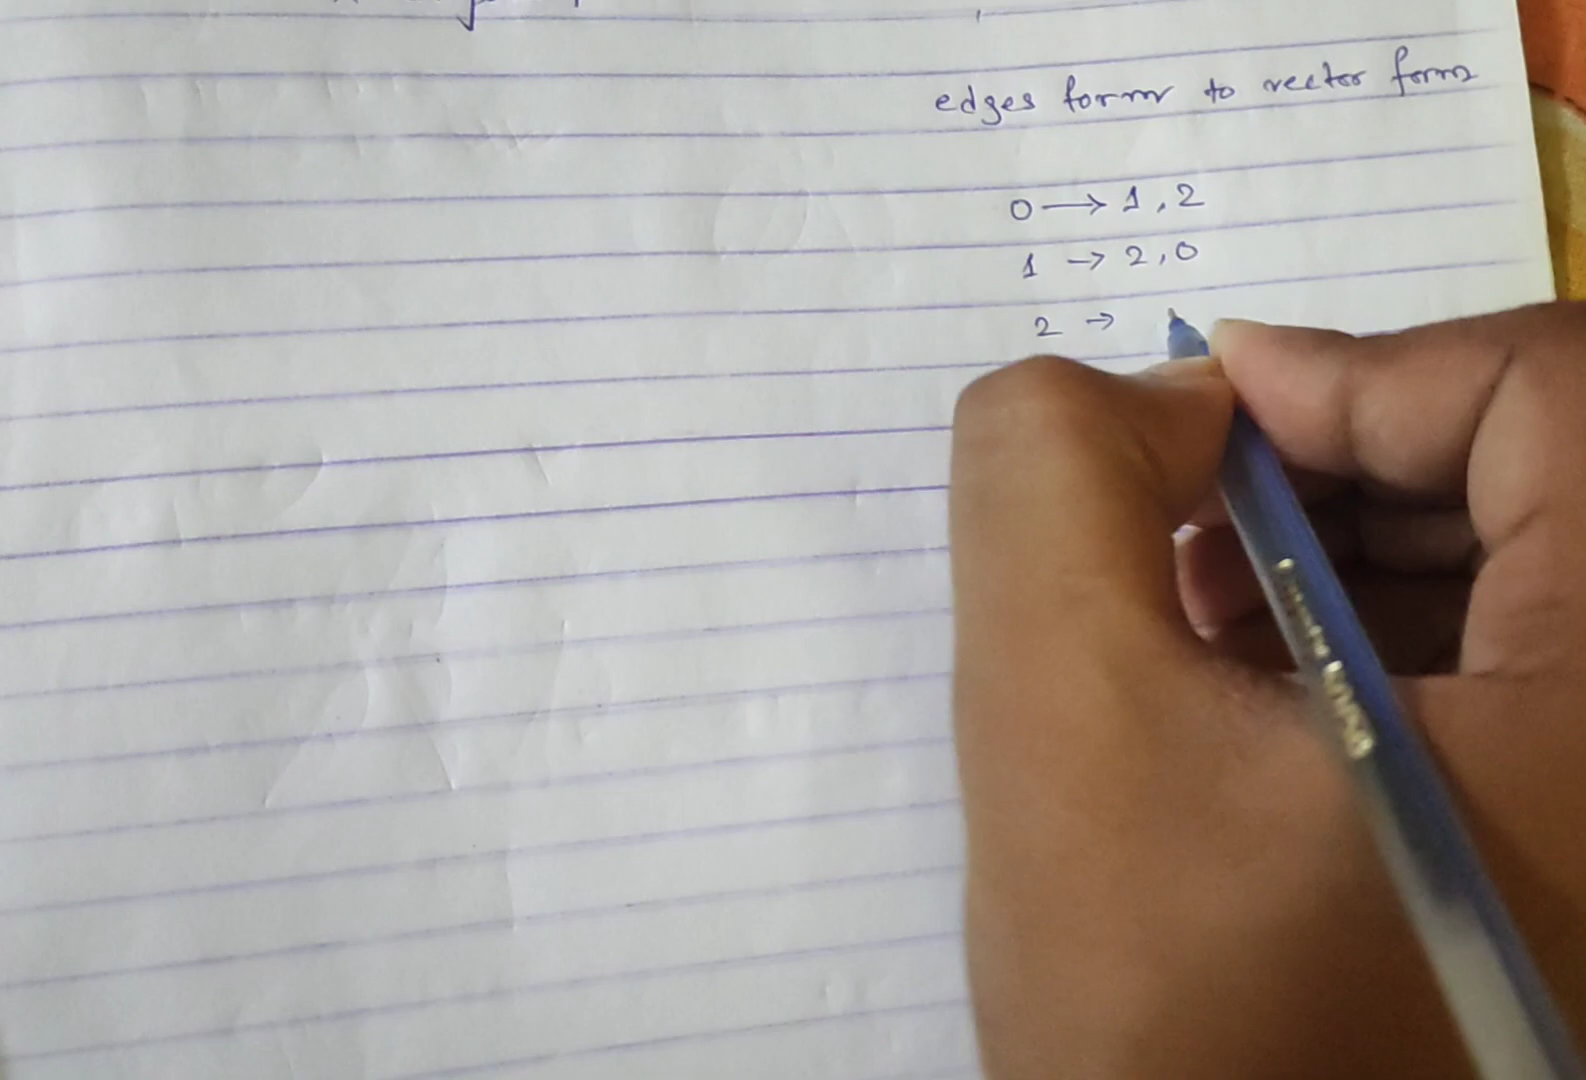 edges form to vector form
0 → 1, 2
1 → 2, 0
2 →